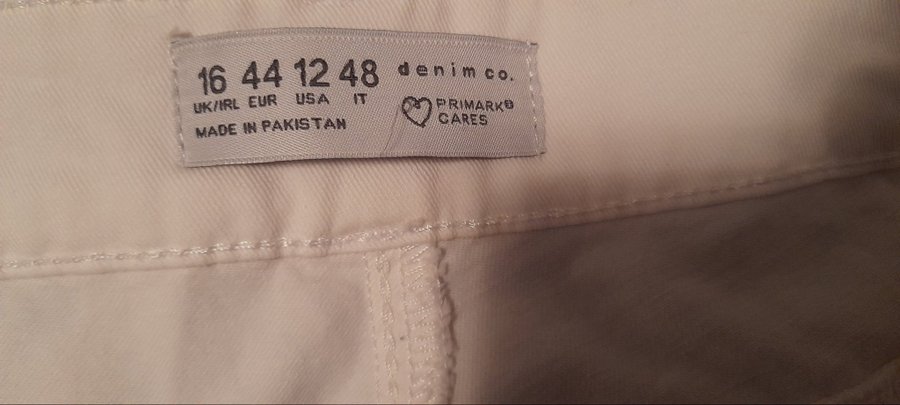 16 44 12 48 denim co.
UK/IRL EUR USA IT
PRIMARK®
CARES
MADE IN PAKISTAN